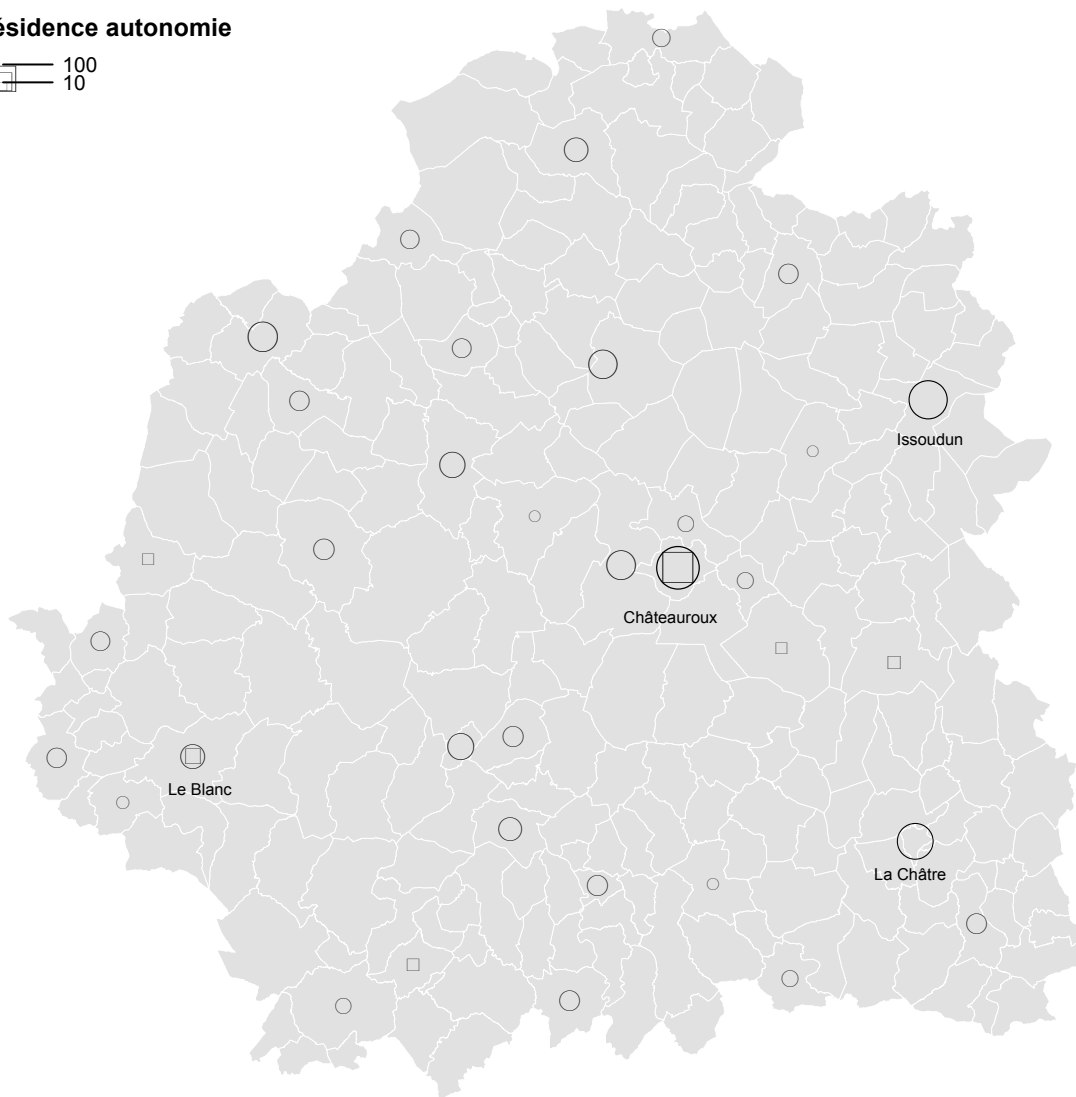 ésidence autonomie
100
10
Issoudun
Châteauroux
Le Blanc
La Châtre